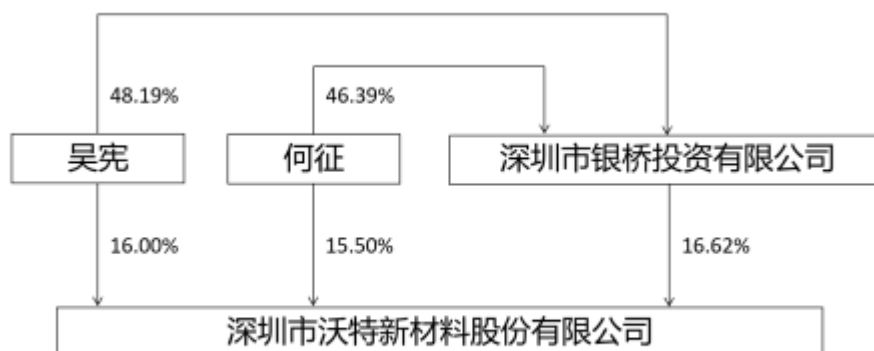 48.19%
46.39%
吴宪
何征
深圳市银桥投资有限公司
16.00%
15.50%
16.62%
深圳市沃特新材料股份有限公司